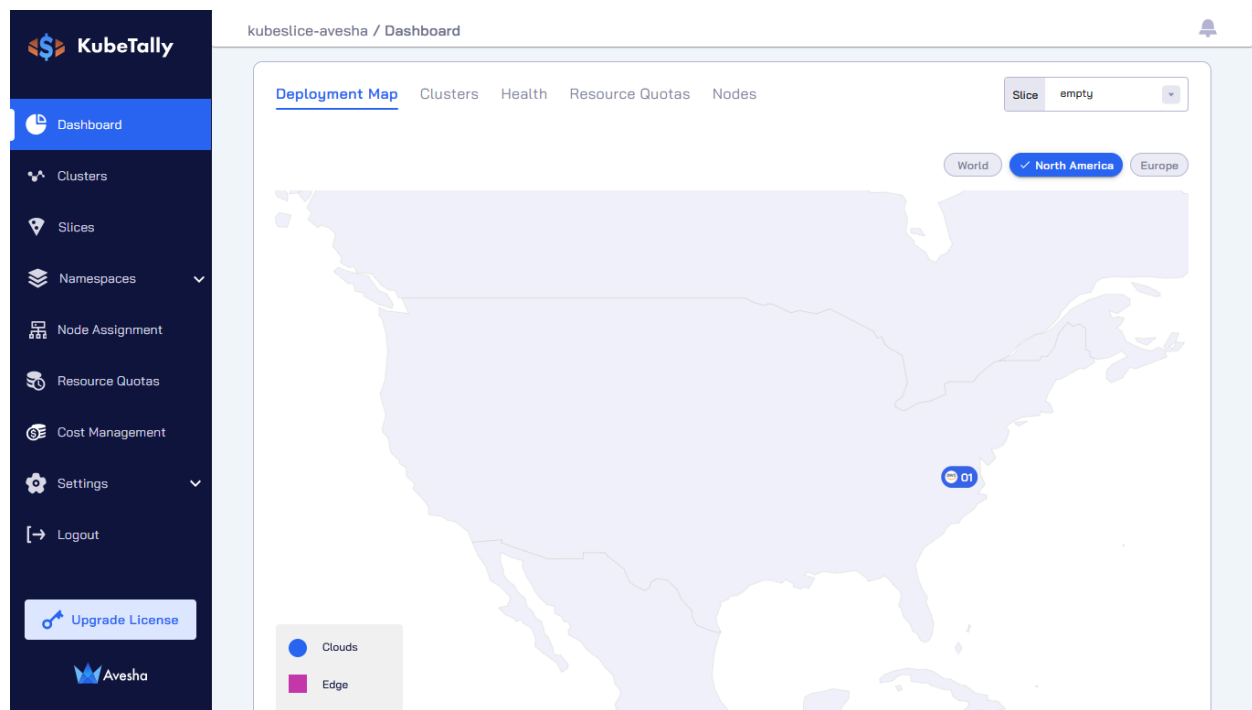 KubeTally
kubeslice-avesha / Dashboard
Dashboard
Clusters
Slices
Namespaces
Node Assignment
Resource Quotas
Cost Management
Settings
Logout
Upgrade License
Avesha
Deployment Map Clusters Health Resource Quotas Nodes
Slice empty
World North America Europe
01
Clouds
Edge